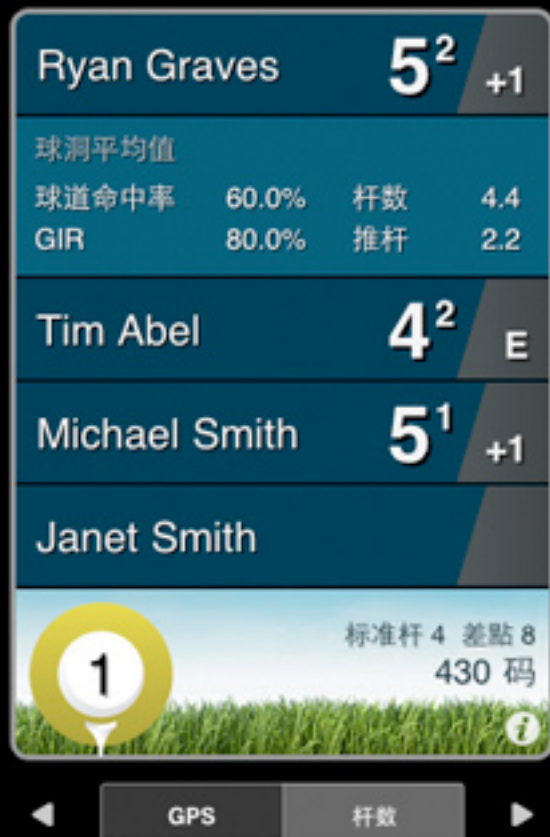 Ryan Graves 5² +1
球洞平均值
球道命中率 60.0% 杆数 4.4
GIR 80.0% 推杆 2.2
Tim Abel 4² E
Michael Smith 5¹ +1
Janet Smith
标准杆 4 差點 8
430 码
1
i
GPS 杆数